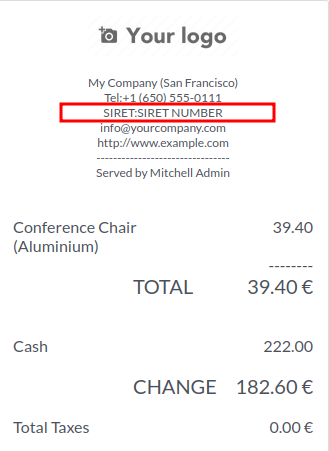 Your logo
My Company (San Francisco)
Tel:+1 (650) 555-0111
SIRET:SIRET NUMBER
info@yourcompany.com
http://www.example.com
--------------------------------
Served by Mitchell Admin
Conference Chair 39.40
(Aluminium)
--------
TOTAL 39.40 €
Cash 222.00
CHANGE 182.60 €
Total Taxes 0.00 €